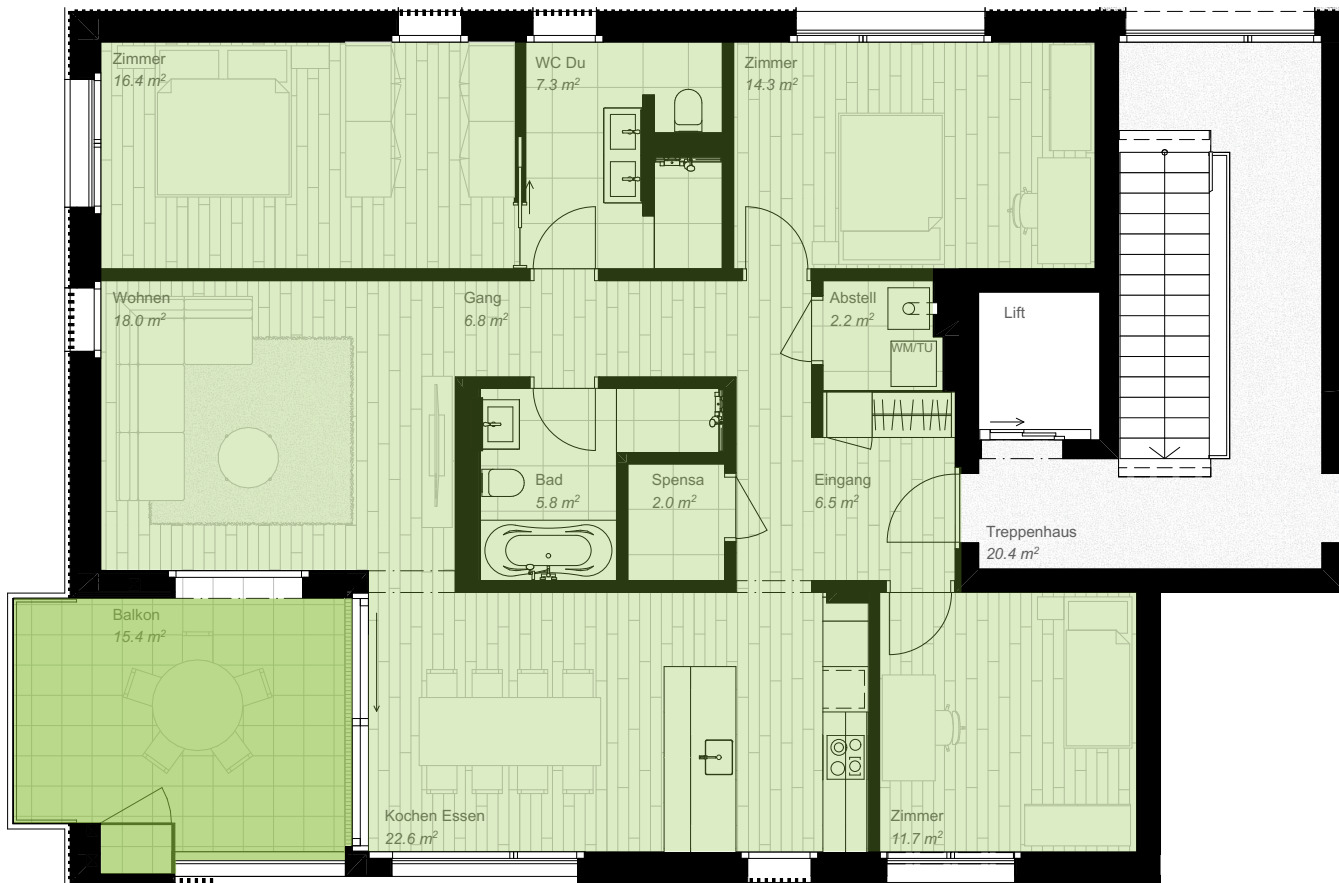 Zimmer
16.4 m²
WC Du
7.3 m²
Zimmer
14.3 m²
Wohnen
18.0 m²
Gang
6.8 m²
Abstell
2.2 m²
WM/TU
Lift
Bad
5.8 m²
Spensa
2.0 m²
Eingang
6.5 m²
Treppenhaus
20.4 m²
Balkon
15.4 m²
Kochen Essen
22.6 m²
Zimmer
11.7 m²